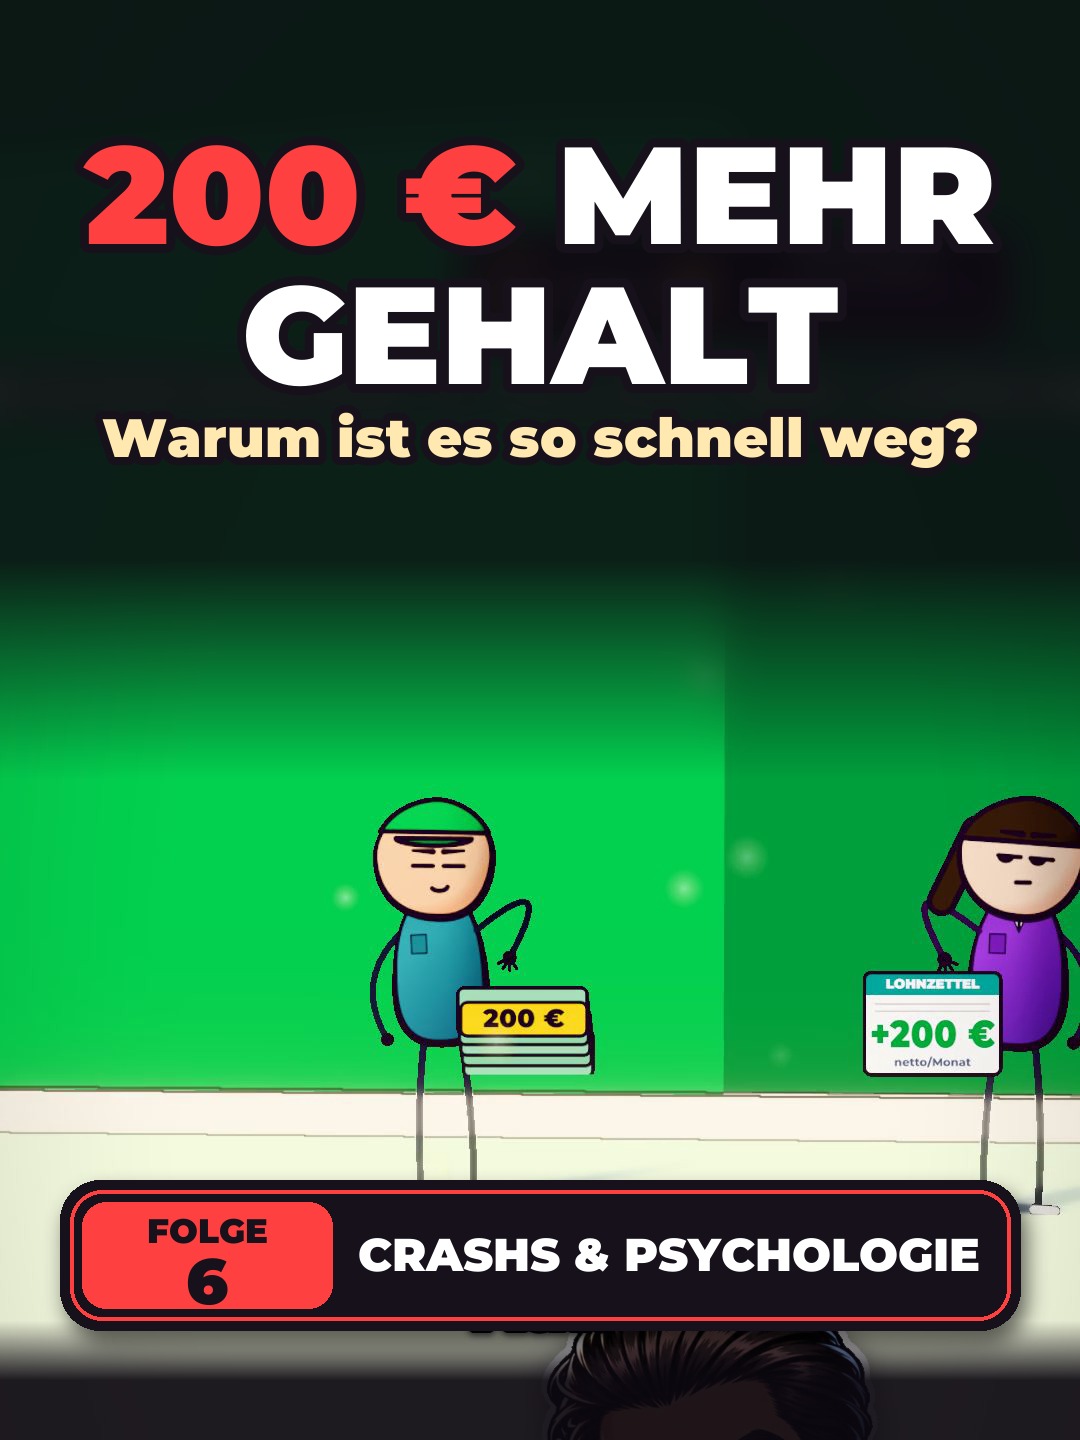 200 € MEHR
GEHALT
Warum ist es so schnell weg?
200 €
LOHNZETTEL
+200 €
netto/Monat
FOLGE
6
CRASHS & PSYCHOLOGIE